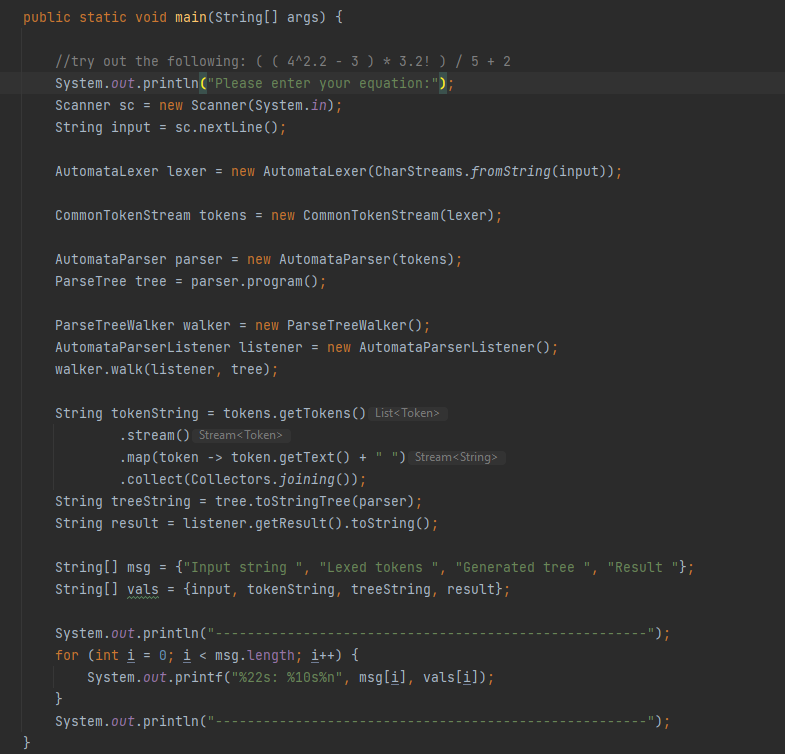 public static void main(String[] args) {
//try out the following: ( ( 4^2.2 - 3 ) * 3.2! ) / 5 + 2
System.out.println("Please enter your equation:");
Scanner sc = new Scanner(System.in);
String input = sc.nextLine();
AutomataLexer lexer = new AutomataLexer(CharStreams.fromString(input));
CommonTokenStream tokens = new CommonTokenStream(lexer);
AutomataParser parser = new AutomataParser(tokens);
ParseTree tree = parser.program();
ParseTreeWalker walker = new ParseTreeWalker();
AutomataParserListener listener = new AutomataParserListener();
walker.walk(listener, tree);
String tokenString = tokens.getTokens() List<Token>
.stream() Stream<Token>
.map(token -> token.getText() + " ") Stream<String>
.collect(Collectors.joining());
String treeString = tree.toStringTree(parser);
String result = listener.getResult().toString();
String[] msg = {"Input string ", "Lexed tokens ", "Generated tree ", "Result "};
String[] vals = {input, tokenString, treeString, result};
System.out.println("------------------------------------------------------");
for (int i = 0; i < msg.length; i++) {
System.out.printf("%22s: %10s%n", msg[i], vals[i]);
}
System.out.println("------------------------------------------------------");
}